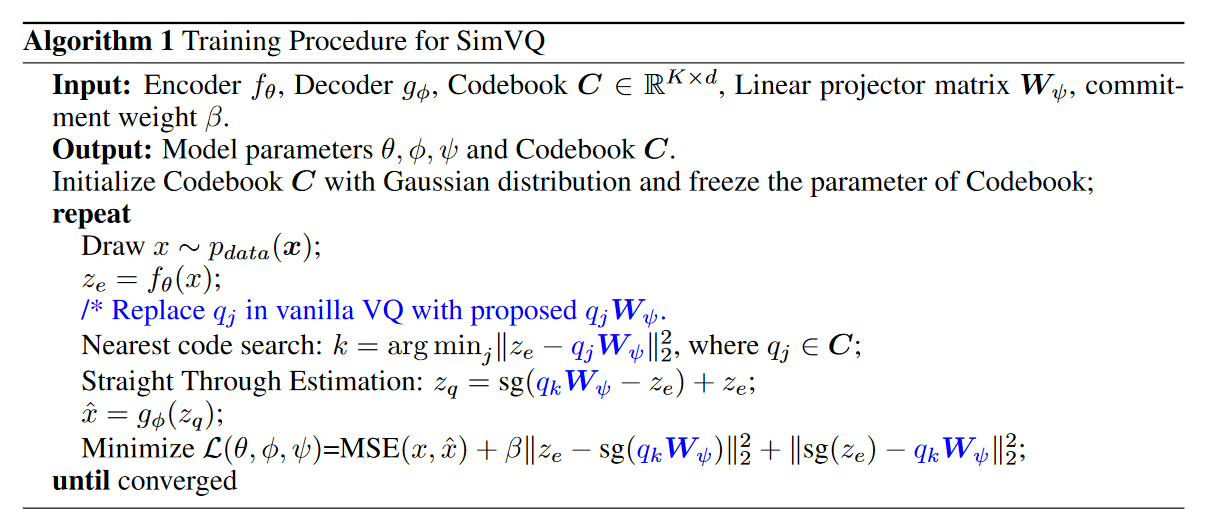 Algorithm 1 Training Procedure for SimVQ
Input: Encoder $f_\theta$, Decoder $g_\phi$, Codebook $\boldsymbol{C} \in \mathbb{R}^{K \times d}$, Linear projector matrix $\boldsymbol{W}_\psi$, commit-
ment weight $\beta$.
Output: Model parameters $\theta, \phi, \psi$ and Codebook $\boldsymbol{C}$.
Initialize Codebook $\boldsymbol{C}$ with Gaussian distribution and freeze the parameter of Codebook;
repeat
Draw $x \sim p_{data}(\boldsymbol{x})$;
$z_e = f_\theta(x)$;
/* Replace $q_j$ in vanilla VQ with proposed $q_j \boldsymbol{W}_\psi$.
Nearest code search: $k = \arg\min_j \|z_e - q_j \boldsymbol{W}_\psi\|_2^2$, where $q_j \in \boldsymbol{C}$;
Straight Through Estimation: $z_q = \text{sg}(q_k \boldsymbol{W}_\psi - z_e) + z_e$;
$\hat{x} = g_\phi(z_q)$;
Minimize $\mathcal{L}(\theta, \phi, \psi)$=MSE$(x, \hat{x}) + \beta \|z_e - \text{sg}(q_k \boldsymbol{W}_\psi)\|_2^2 + \|\text{sg}(z_e) - q_k \boldsymbol{W}_\psi\|_2^2$;
until converged